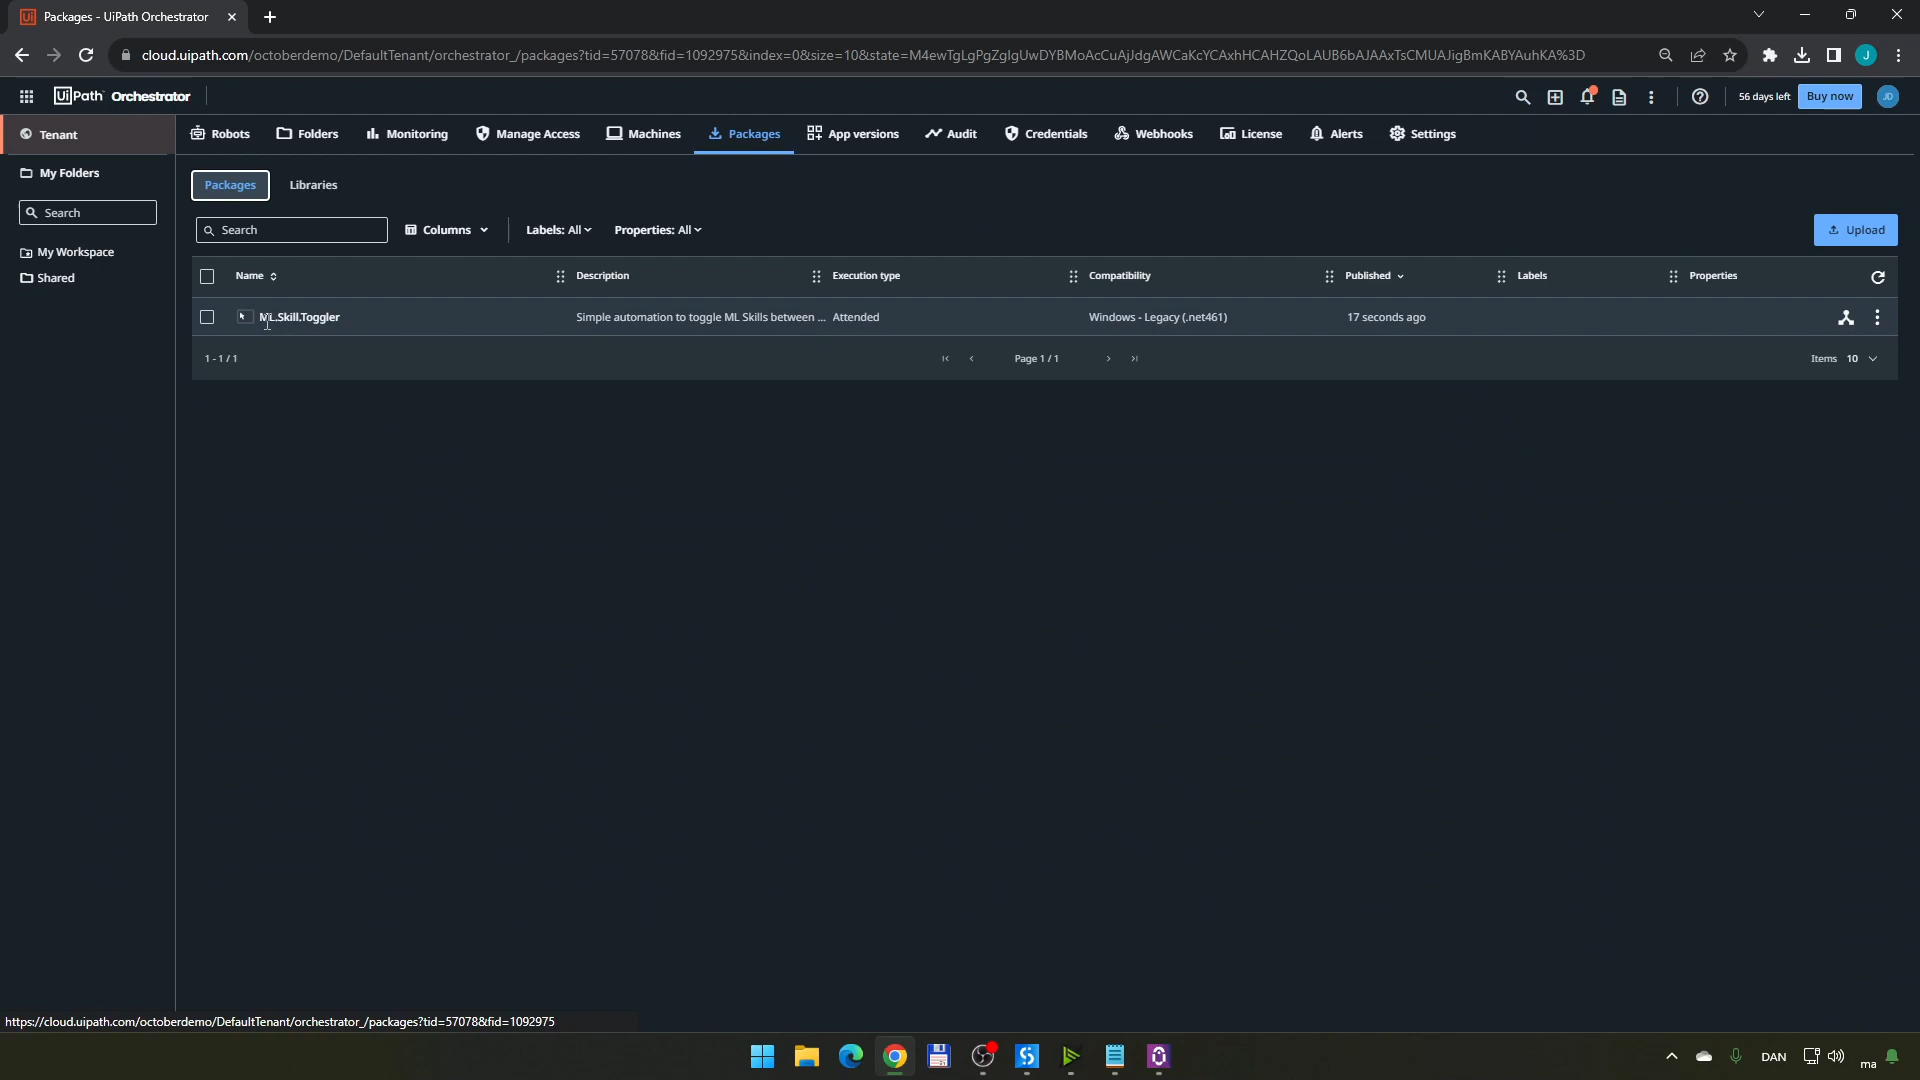 Packages - UiPath Orchestrator
cloud.uipath.com/octoberdemo/DefaultTenant/orchestrator_/packages?tid=57078&fid=1092975&index=0&size=10&state=M4ewTgLgPgZglgUwDYBMoAcCuAjJdgAWCaKcYCAxhHCAHZQoLAUB6bAJAAxTsCMUAJigBmKABYAuhKA%3D
J
UiPath Orchestrator
56 days left
Buy now
JD
Tenant
Robots
Folders
Monitoring
Manage Access
Machines
Packages
App versions
Audit
Credentials
Webhooks
License
Alerts
Settings
My Folders
Search
My Workspace
Shared
Packages
Libraries
Search
Columns
Labels: All
Properties: All
Upload
Name
Description
Execution type
Compatibility
Published
Labels
Properties
ML.Skill.Toggler
Simple automation to toggle ML Skills between ...
Attended
Windows - Legacy (.net461)
17 seconds ago
1 - 1 / 1
Page 1 / 1
Items 10
https://cloud.uipath.com/octoberdemo/DefaultTenant/orchestrator_/packages?tid=57078&fid=1092975
DAN
ma